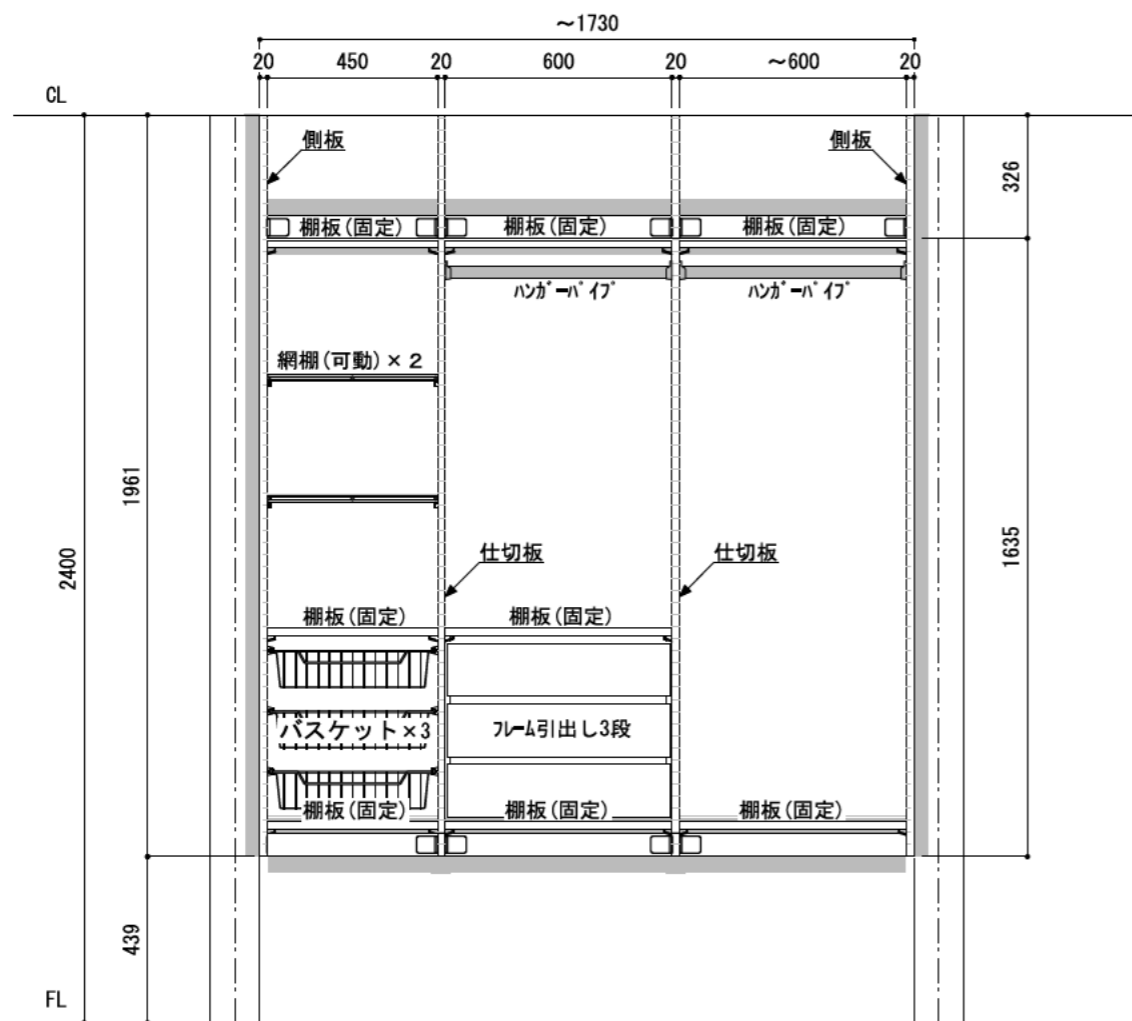 ～1730
20
450
20
600
20
～600
20
CL
側板
側板
326
棚板(固定)
棚板(固定)
棚板(固定)
ﾊﾝｶﾞｰﾊﾟｲﾌﾟ
ﾊﾝｶﾞｰﾊﾟｲﾌﾟ
網棚(可動)×２
1961
2400
1635
仕切板
仕切板
棚板(固定)
棚板(固定)
バスケット×3
ﾌﾚｰﾑ引出し3段
棚板(固定)
棚板(固定)
棚板(固定)
439
FL